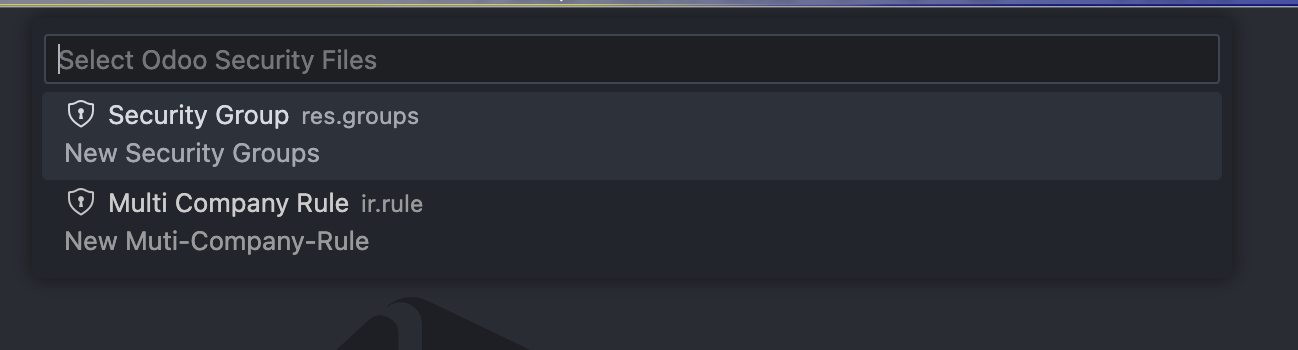 Select Odoo Security Files
Security Group res.groups
New Security Groups
Multi Company Rule ir.rule
New Muti-Company-Rule